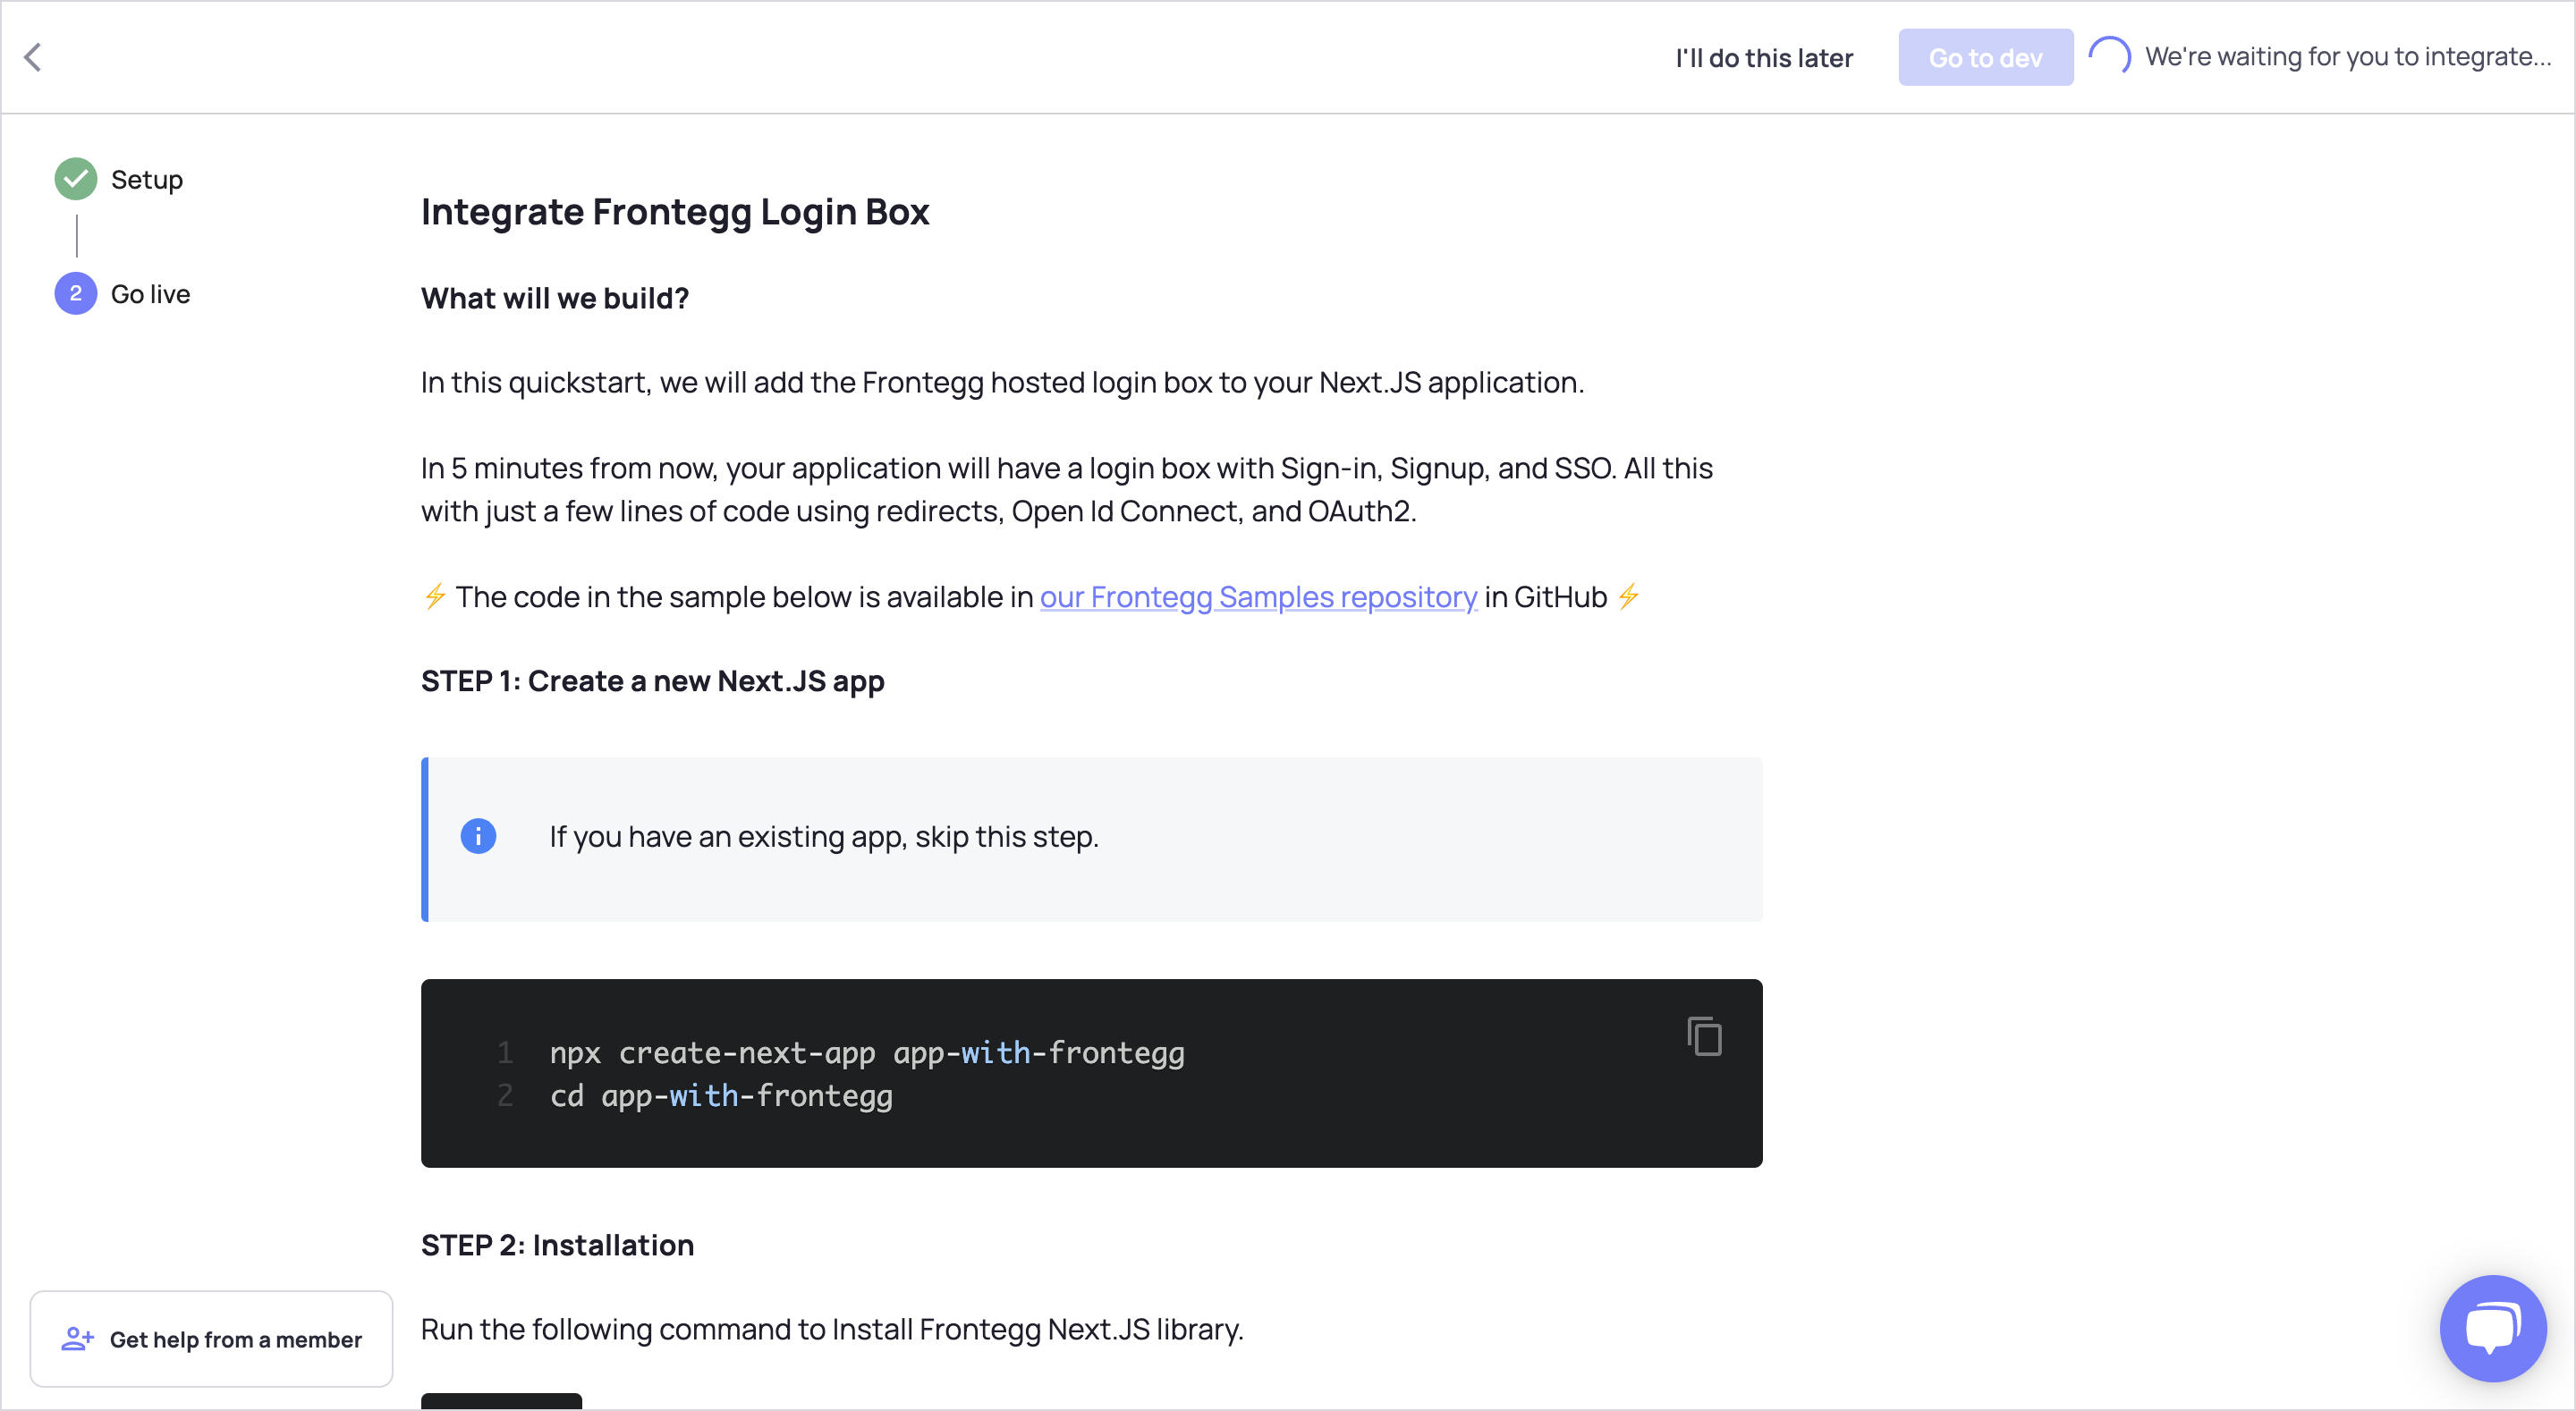 I'll do this later
Go to dev
We're waiting for you to integrate...
Setup
2
Go live
Integrate Frontegg Login Box
What will we build?
In this quickstart, we will add the Frontegg hosted login box to your Next.JS application.
In 5 minutes from now, your application will have a login box with Sign-in, Signup, and SSO. All this
with just a few lines of code using redirects, Open Id Connect, and OAuth2.
⚡ The code in the sample below is available in our Frontegg Samples repository in GitHub ⚡
STEP 1: Create a new Next.JS app
If you have an existing app, skip this step.
1 npx create-next-app app-with-frontegg
2 cd app-with-frontegg
STEP 2: Installation
Run the following command to Install Frontegg Next.JS library.
Get help from a member